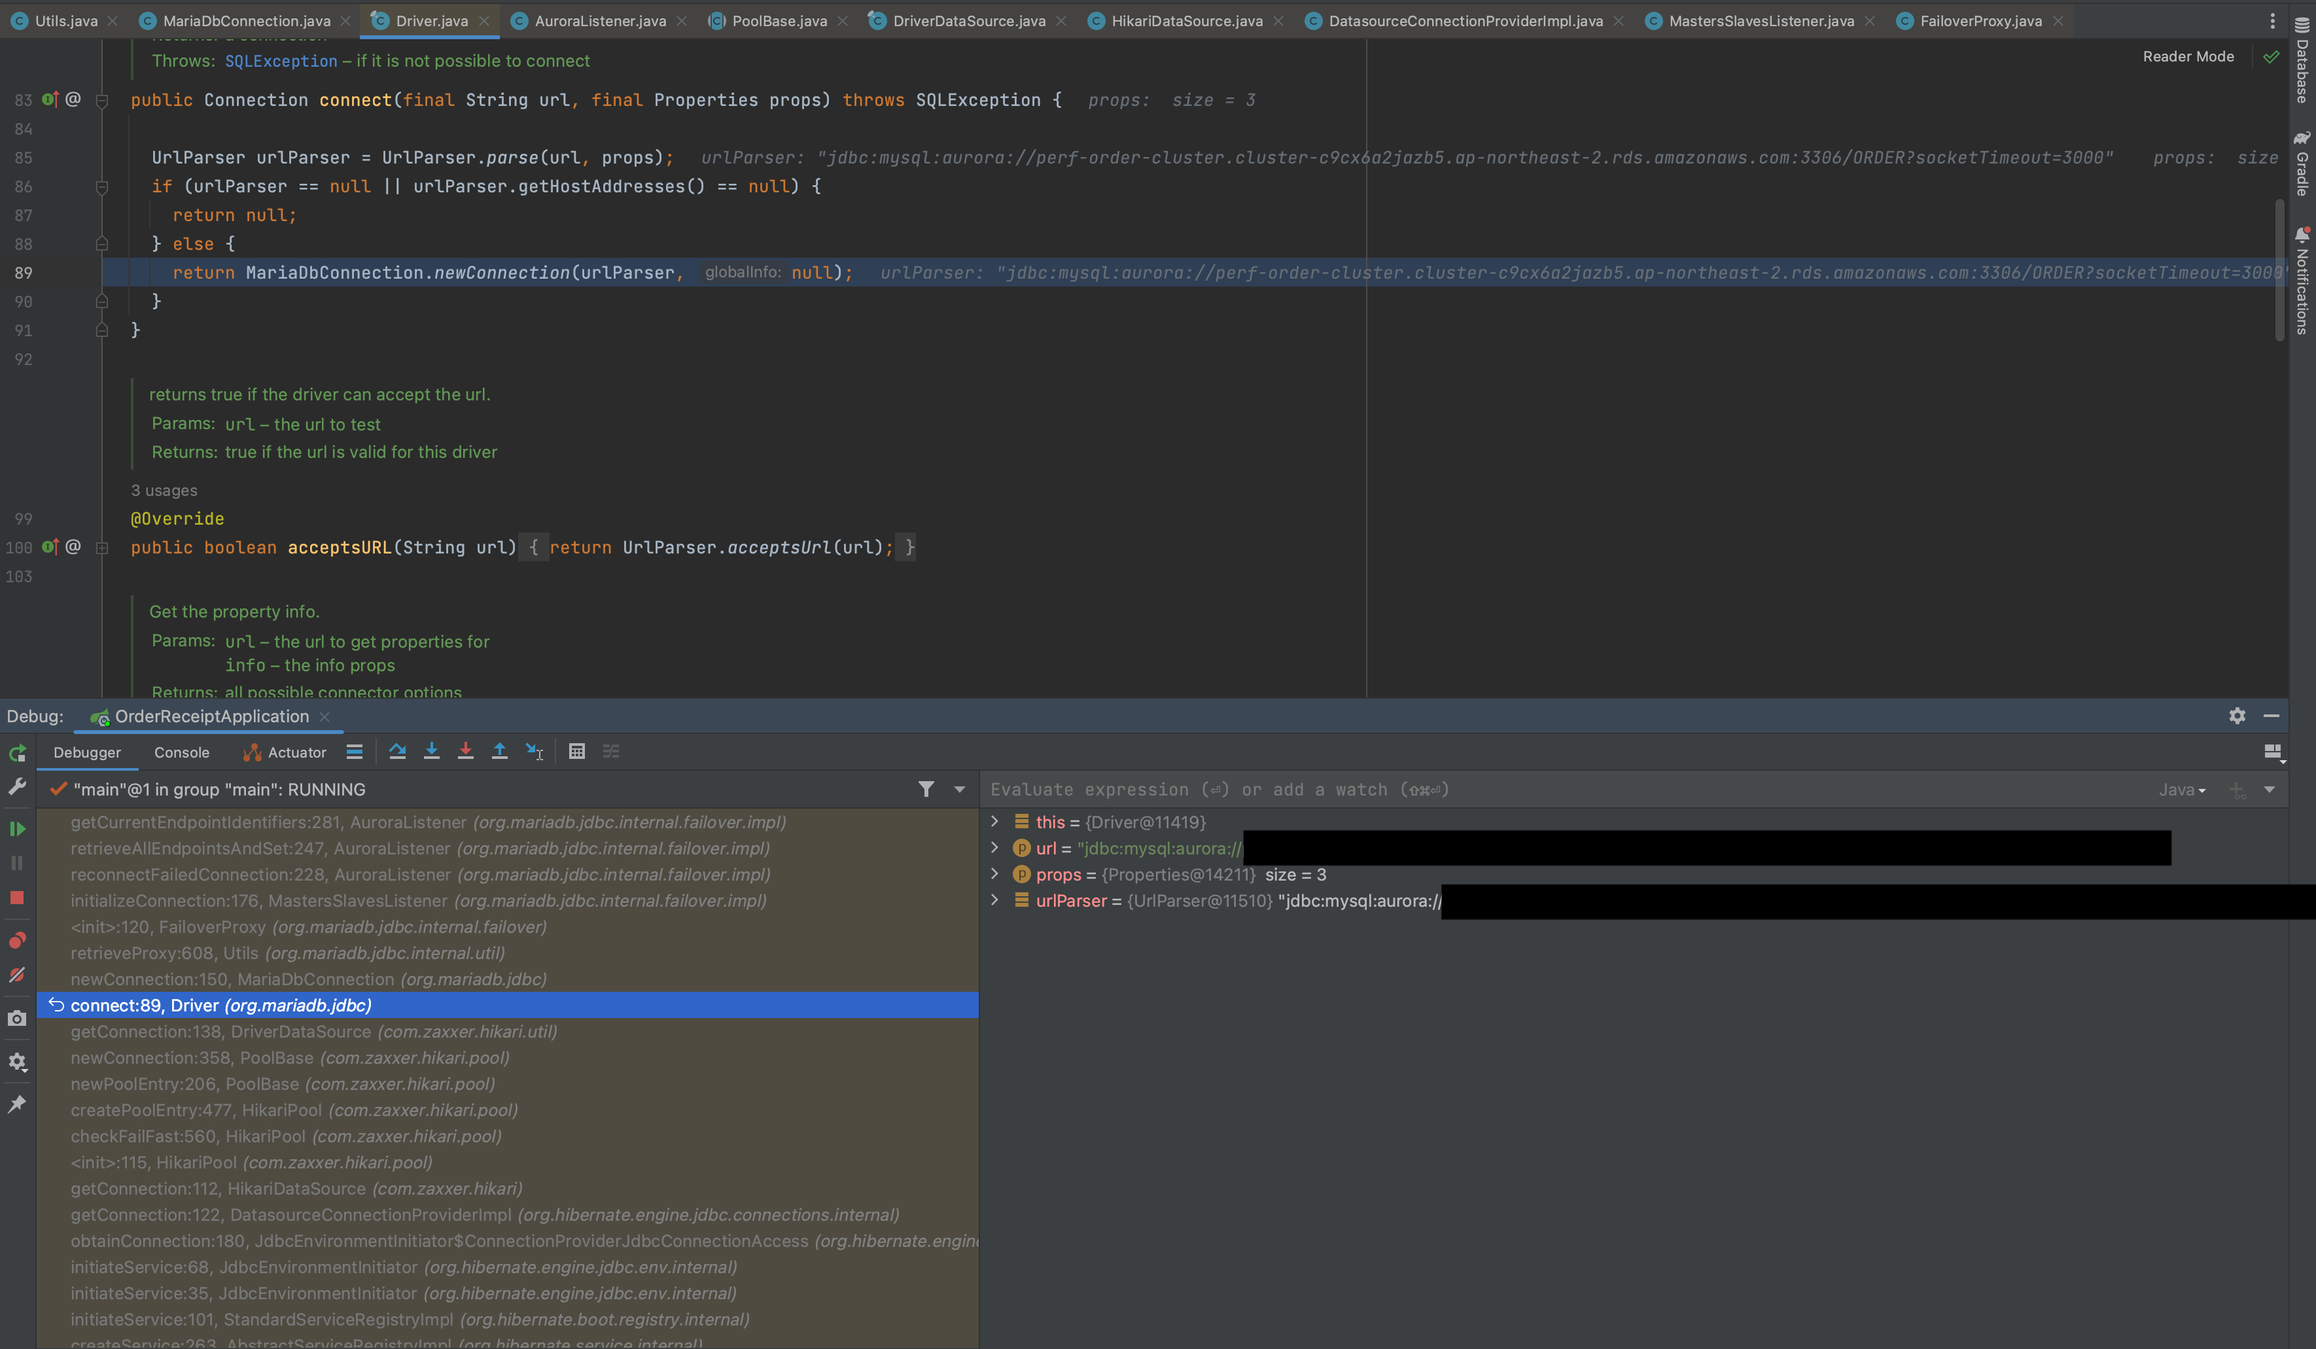 Utils.java MariaDbConnection.java Driver.java AuroraListener.java PoolBase.java DriverDataSource.java HikariDataSource.java DatasourceConnectionProviderImpl.java MastersSlavesListener.java FailoverProxy.java
Throws: SQLException – if it is not possible to connect
Reader Mode
83 @ public Connection connect(final String url, final Properties props) throws SQLException { props: size = 3
84
85 UrlParser urlParser = UrlParser.parse(url, props); urlParser: "jdbc:mysql:aurora://perf-order-cluster.cluster-c9cx6a2jazb5.ap-northeast-2.rds.amazonaws.com:3306/ORDER?socketTimeout=3000" props: size
86 if (urlParser == null || urlParser.getHostAddresses() == null) {
87 return null;
88 } else {
89 return MariaDbConnection.newConnection(urlParser, globalInfo: null); urlParser: "jdbc:mysql:aurora://perf-order-cluster.cluster-c9cx6a2jazb5.ap-northeast-2.rds.amazonaws.com:3306/ORDER?socketTimeout=3000"
90 }
91 }
92
returns true if the driver can accept the url.
Params: url – the url to test
Returns: true if the url is valid for this driver
3 usages
99 @Override
100 @ public boolean acceptsURL(String url) { return UrlParser.acceptsUrl(url); }
103
Get the property info.
Params: url – the url to get properties for
info – the info props
Returns: all possible connector options
Database
Gradle
Notifications
Debug: OrderReceiptApplication
Debugger Console Actuator
"main"@1 in group "main": RUNNING
getCurrentEndpointIdentifiers:281, AuroraListener (org.mariadb.jdbc.internal.failover.impl)
retrieveAllEndpointsAndSet:247, AuroraListener (org.mariadb.jdbc.internal.failover.impl)
reconnectFailedConnection:228, AuroraListener (org.mariadb.jdbc.internal.failover.impl)
initializeConnection:176, MastersSlavesListener (org.mariadb.jdbc.internal.failover.impl)
<init>:120, FailoverProxy (org.mariadb.jdbc.internal.failover)
retrieveProxy:608, Utils (org.mariadb.jdbc.internal.util)
newConnection:150, MariaDbConnection (org.mariadb.jdbc)
connect:89, Driver (org.mariadb.jdbc)
getConnection:138, DriverDataSource (com.zaxxer.hikari.util)
newConnection:358, PoolBase (com.zaxxer.hikari.pool)
newPoolEntry:206, PoolBase (com.zaxxer.hikari.pool)
createPoolEntry:477, HikariPool (com.zaxxer.hikari.pool)
checkFailFast:560, HikariPool (com.zaxxer.hikari.pool)
<init>:115, HikariPool (com.zaxxer.hikari.pool)
getConnection:112, HikariDataSource (com.zaxxer.hikari)
getConnection:122, DatasourceConnectionProviderImpl (org.hibernate.engine.jdbc.connections.internal)
obtainConnection:180, JdbcEnvironmentInitiator$ConnectionProviderJdbcConnectionAccess (org.hibernate.engine
initiateService:68, JdbcEnvironmentInitiator (org.hibernate.engine.jdbc.env.internal)
initiateService:35, JdbcEnvironmentInitiator (org.hibernate.engine.jdbc.env.internal)
initiateService:101, StandardServiceRegistryImpl (org.hibernate.boot.registry.internal)
createService:263, AbstractServiceRegistryImpl (org.hibernate.service.internal)
Evaluate expression (⏎) or add a watch (⇧⌘⏎) Java
this = {Driver@11419}
url = "jdbc:mysql:aurora://
props = {Properties@14211} size = 3
urlParser = {UrlParser@11510} "jdbc:mysql:aurora://